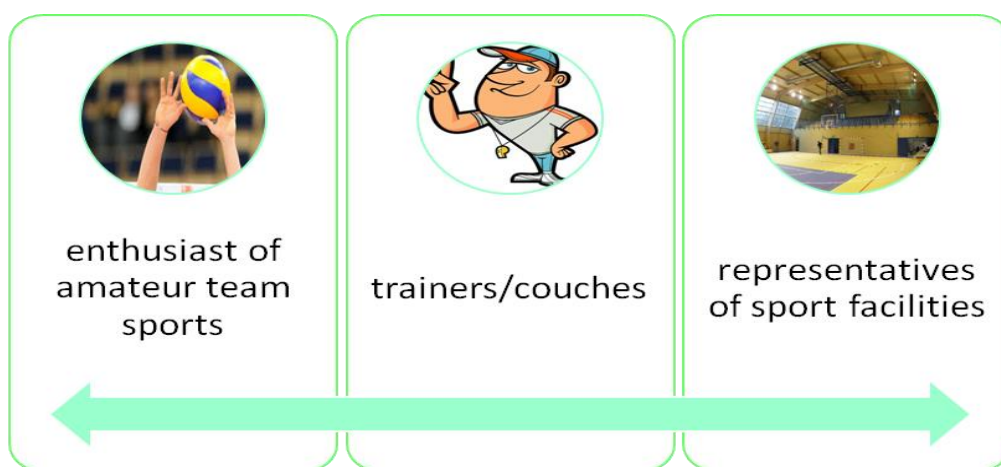 enthusiast of
amateur team
sports
trainers/couches
representatives
of sport facilities